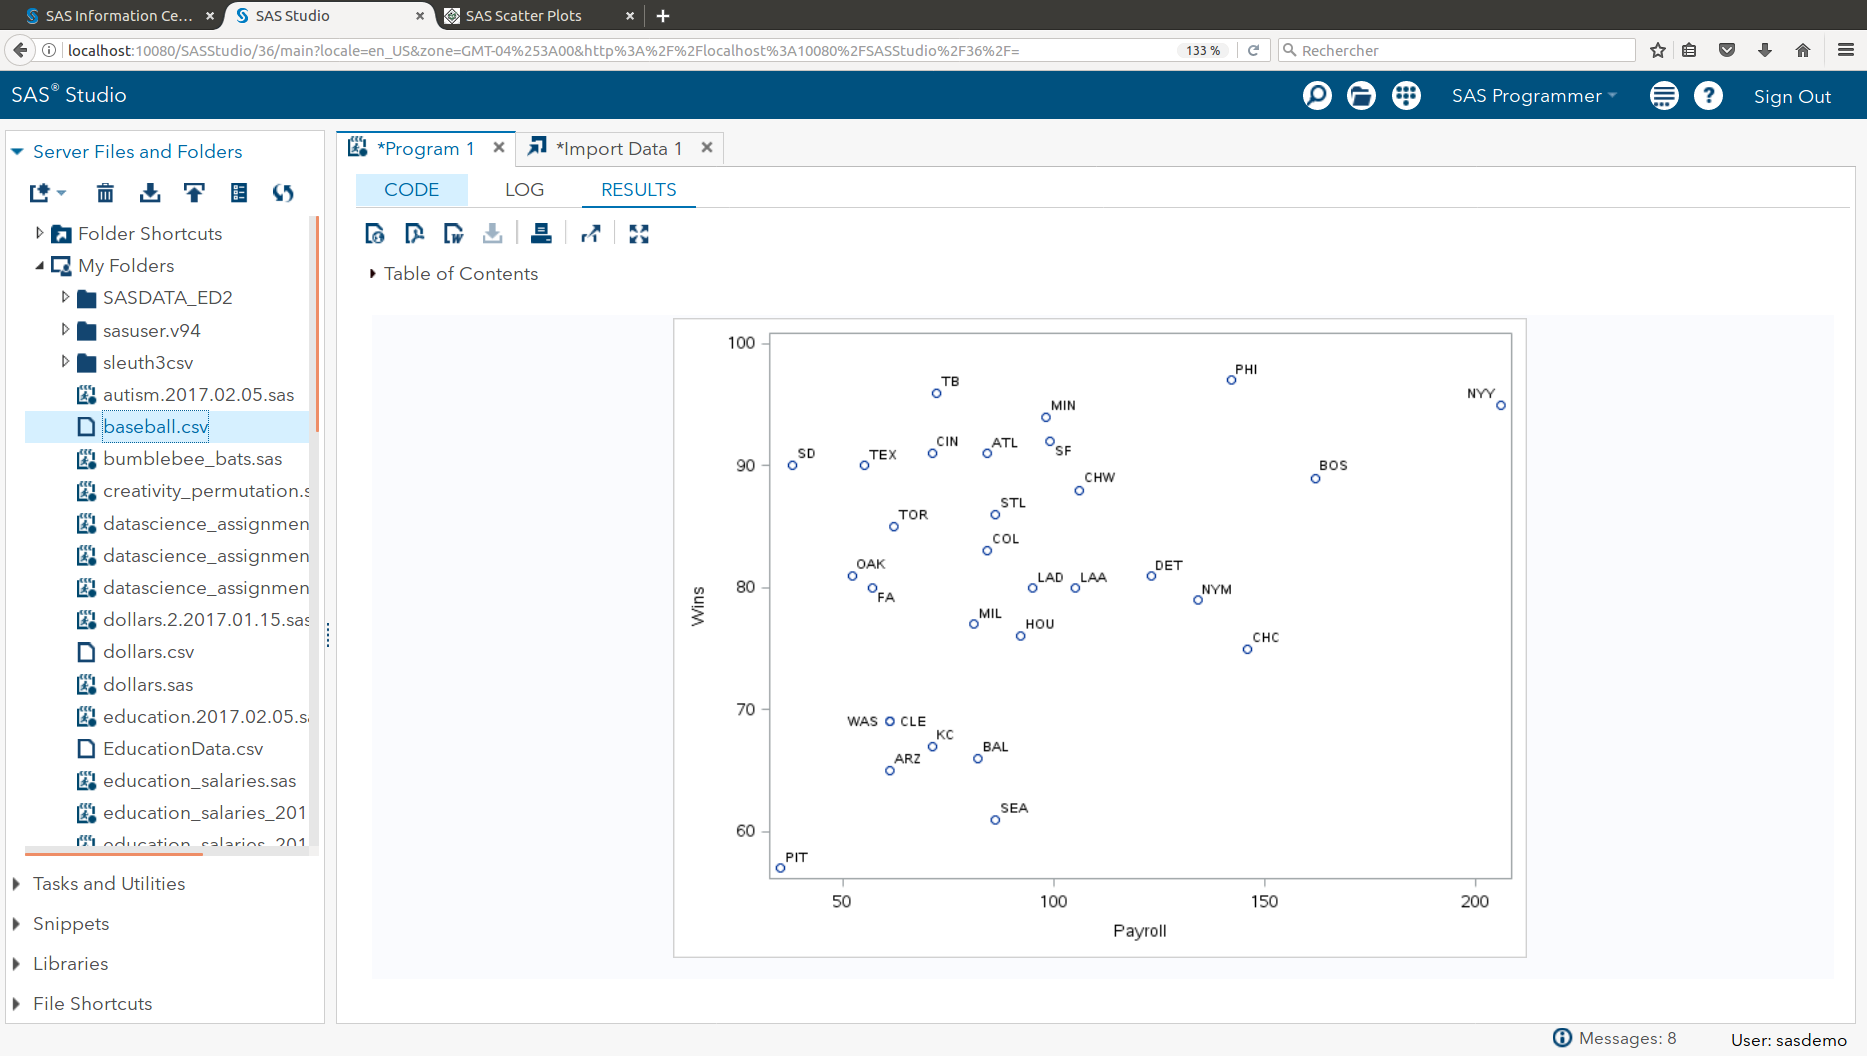 SAS Information Ce... × SAS Studio × SAS Scatter Plots × +
localhost:10080/SASStudio/36/main?locale=en_US&zone=GMT-04%253A00&http%3A%2F%2Flocalhost%3A10080%2FSASStudio%2F36%2F= 133 % Rechercher
SAS® Studio SAS Programmer ? Sign Out
Server Files and Folders
Folder Shortcuts
My Folders
SASDATA_ED2
sasuser.v94
sleuth3csv
autism.2017.02.05.sas
baseball.csv
bumblebee_bats.sas
creativity_permutation.s
datascience_assignmen
datascience_assignmen
datascience_assignmen
dollars.2.2017.01.15.sas
dollars.csv
dollars.sas
education.2017.02.05.sa
EducationData.csv
education_salaries.sas
education_salaries_201
education_salaries_201
Tasks and Utilities
Snippets
Libraries
File Shortcuts
*Program 1 × *Import Data 1 ×
CODE LOG RESULTS
Table of Contents
100
90
80
70
60
Wins
PHI
TB
NYY
MIN
CIN
ATL
SF
SD
TEX
BOS
CHW
STL
TOR
COL
OAK
DET
LAD
LAA
FA
NYM
MIL
HOU
CHC
WAS
CLE
KC
BAL
ARZ
SEA
PIT
50 100 150 200
Payroll
Messages: 8 User: sasdemo